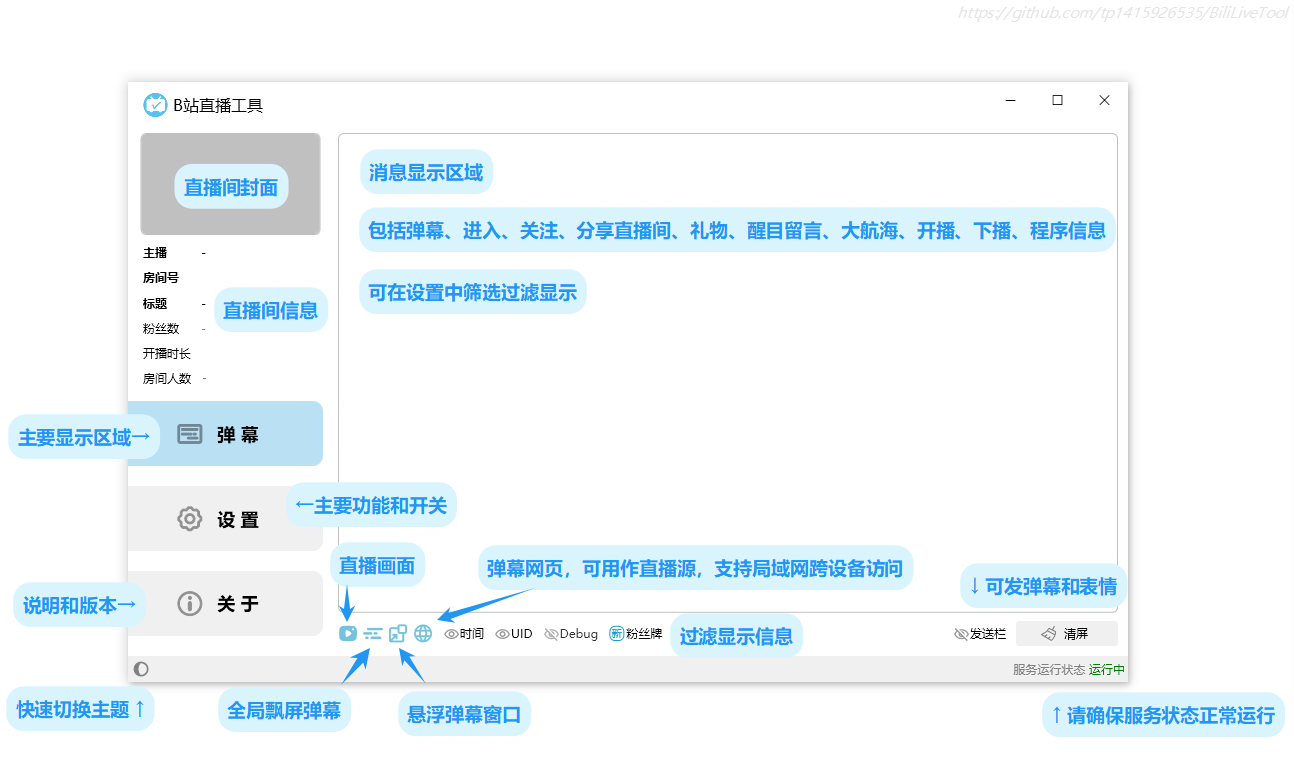 https://github.com/tp1415926535/BiliLiveTool
B站直播工具
直播间封面
主播 -
房间号
标题 -
粉丝数 -
开播时长
房间人数 -
直播间信息
消息显示区域
包括弹幕、进入、关注、分享直播间、礼物、醒目留言、大航海、开播、下播、程序信息
可在设置中筛选过滤显示
主要显示区域→
弹 幕
设 置
←主要功能和开关
说明和版本→
关 于
直播画面
弹幕网页，可用作直播源，支持局域网跨设备访问
↓可发弹幕和表情
时间 UID Debug 新 粉丝牌
过滤显示信息
发送栏 清屏
服务运行状态 运行中
快速切换主题↑
全局飘屏弹幕
悬浮弹幕窗口
↑请确保服务状态正常运行